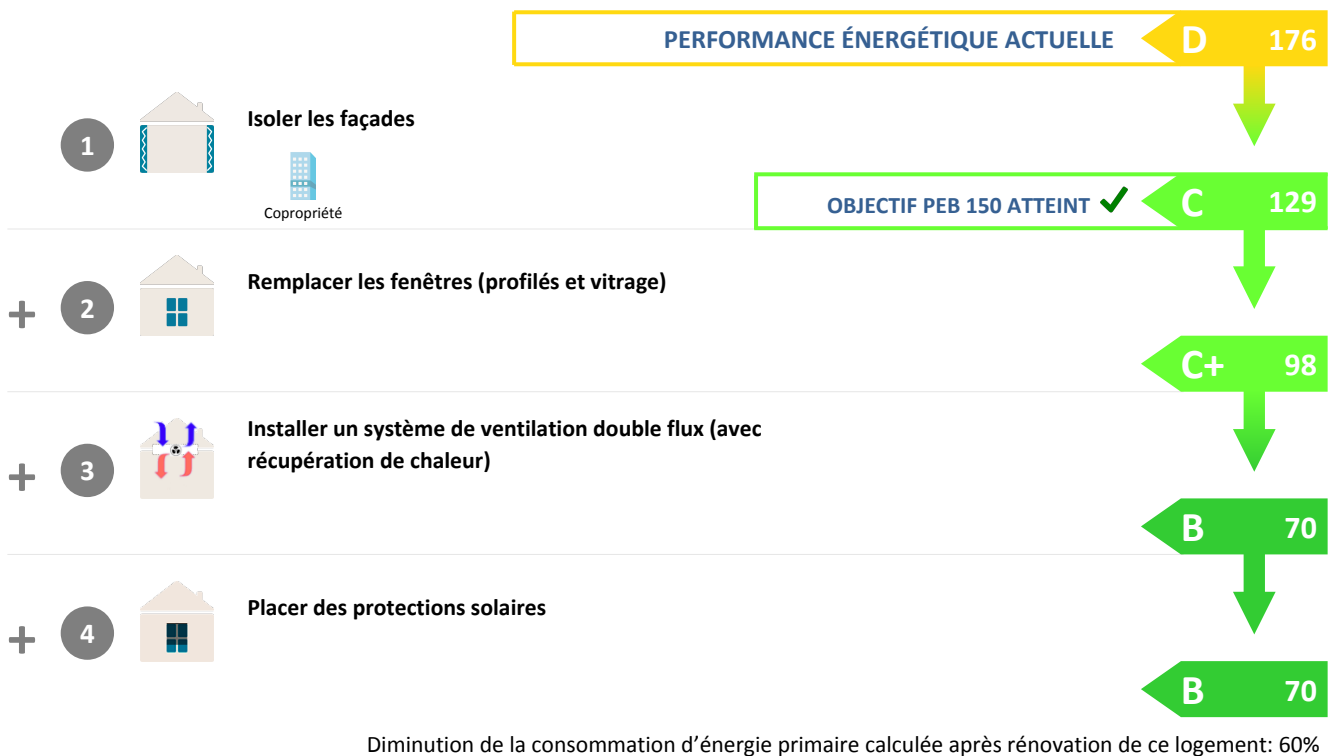 PERFORMANCE ÉNERGÉTIQUE ACTUELLE D 176
1 Isoler les façades
Copropriété
OBJECTIF PEB 150 ATTEINT ✓ C 129
+ 2 Remplacer les fenêtres (profilés et vitrage)
C+ 98
+ 3 Installer un système de ventilation double flux (avec
récupération de chaleur)
B 70
+ 4 Placer des protections solaires
B 70
Diminution de la consommation d’énergie primaire calculée après rénovation de ce logement: 60%